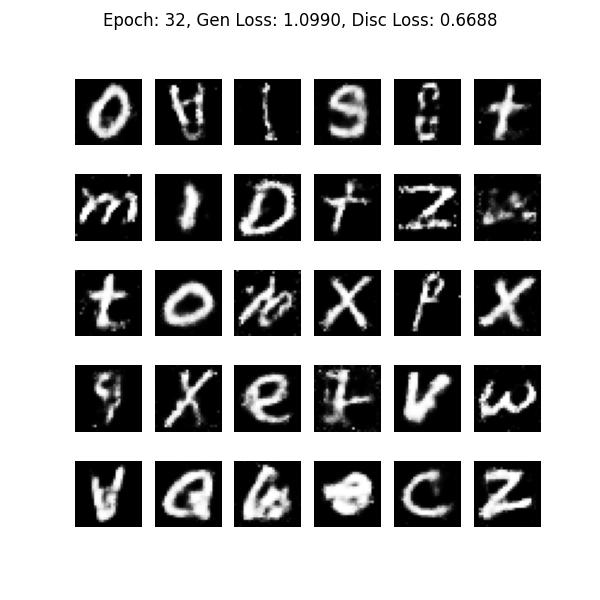 Epoch: 32, Gen Loss: 1.0990, Disc Loss: 0.6688
O I S t
m I D t Z
t O X p X
X e V w
C Z